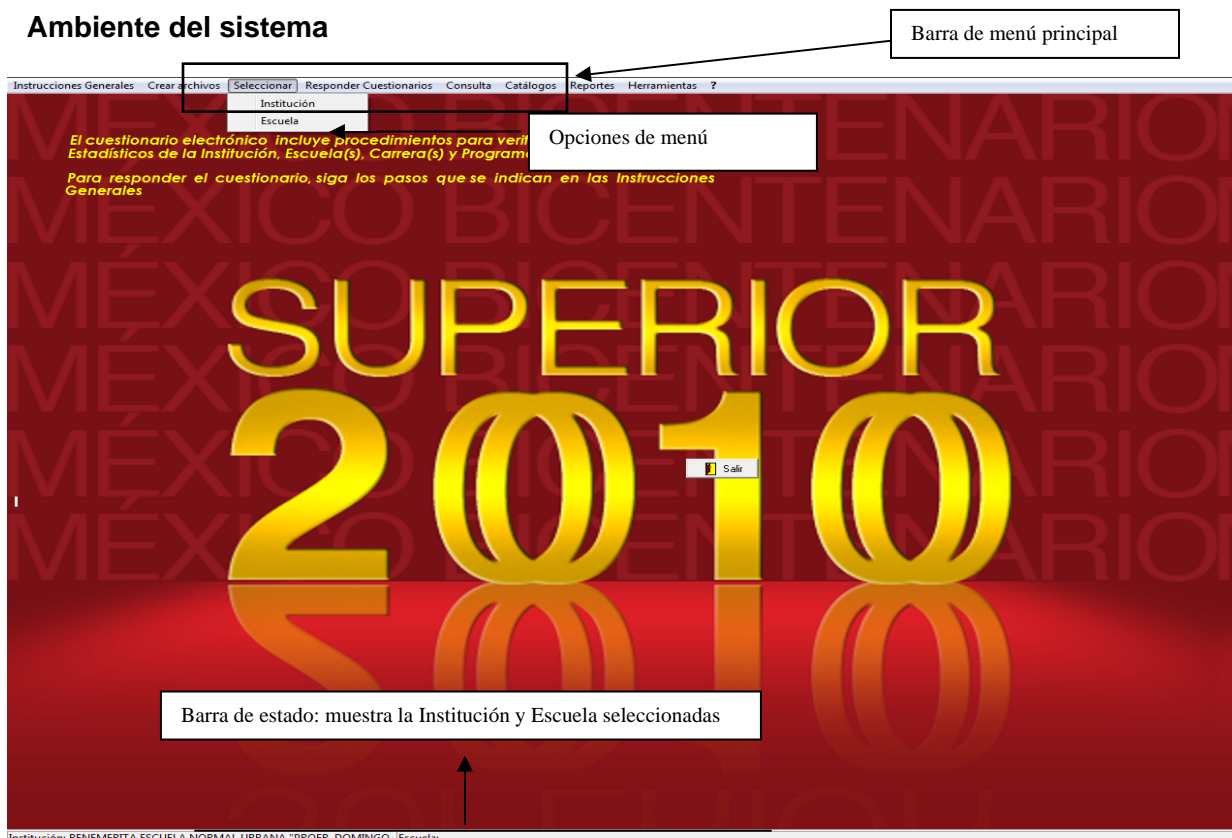 Ambiente del sistema
Barra de menú principal
Instrucciones Generales Crear archivos Seleccionar Responder Cuestionarios Consulta Catálogos Reportes Herramientas ?
Institución
Escuela
Opciones de menú
El cuestionario electrónico incluye procedimientos para
Estadísticos de la Institución, Escuela(s), Carrera(s) y
Para responder el cuestionario, siga los pasos que se indican en las Instrucciones
Generales
MÉXICO BICENTENARIO
MÉXICO BICENTENARIO
MÉXICO BICENTENARIO
MÉXICO BICENTENARIO
MÉXICO BICENTENARIO
MÉXICO BICENTENARIO
SUPERIOR
2010
Salir
Barra de estado: muestra la Institución y Escuela seleccionadas
Institución: BENEMERITA ESCUELA NORMAL URBANA "PROFR. DOMINGO Escuela: